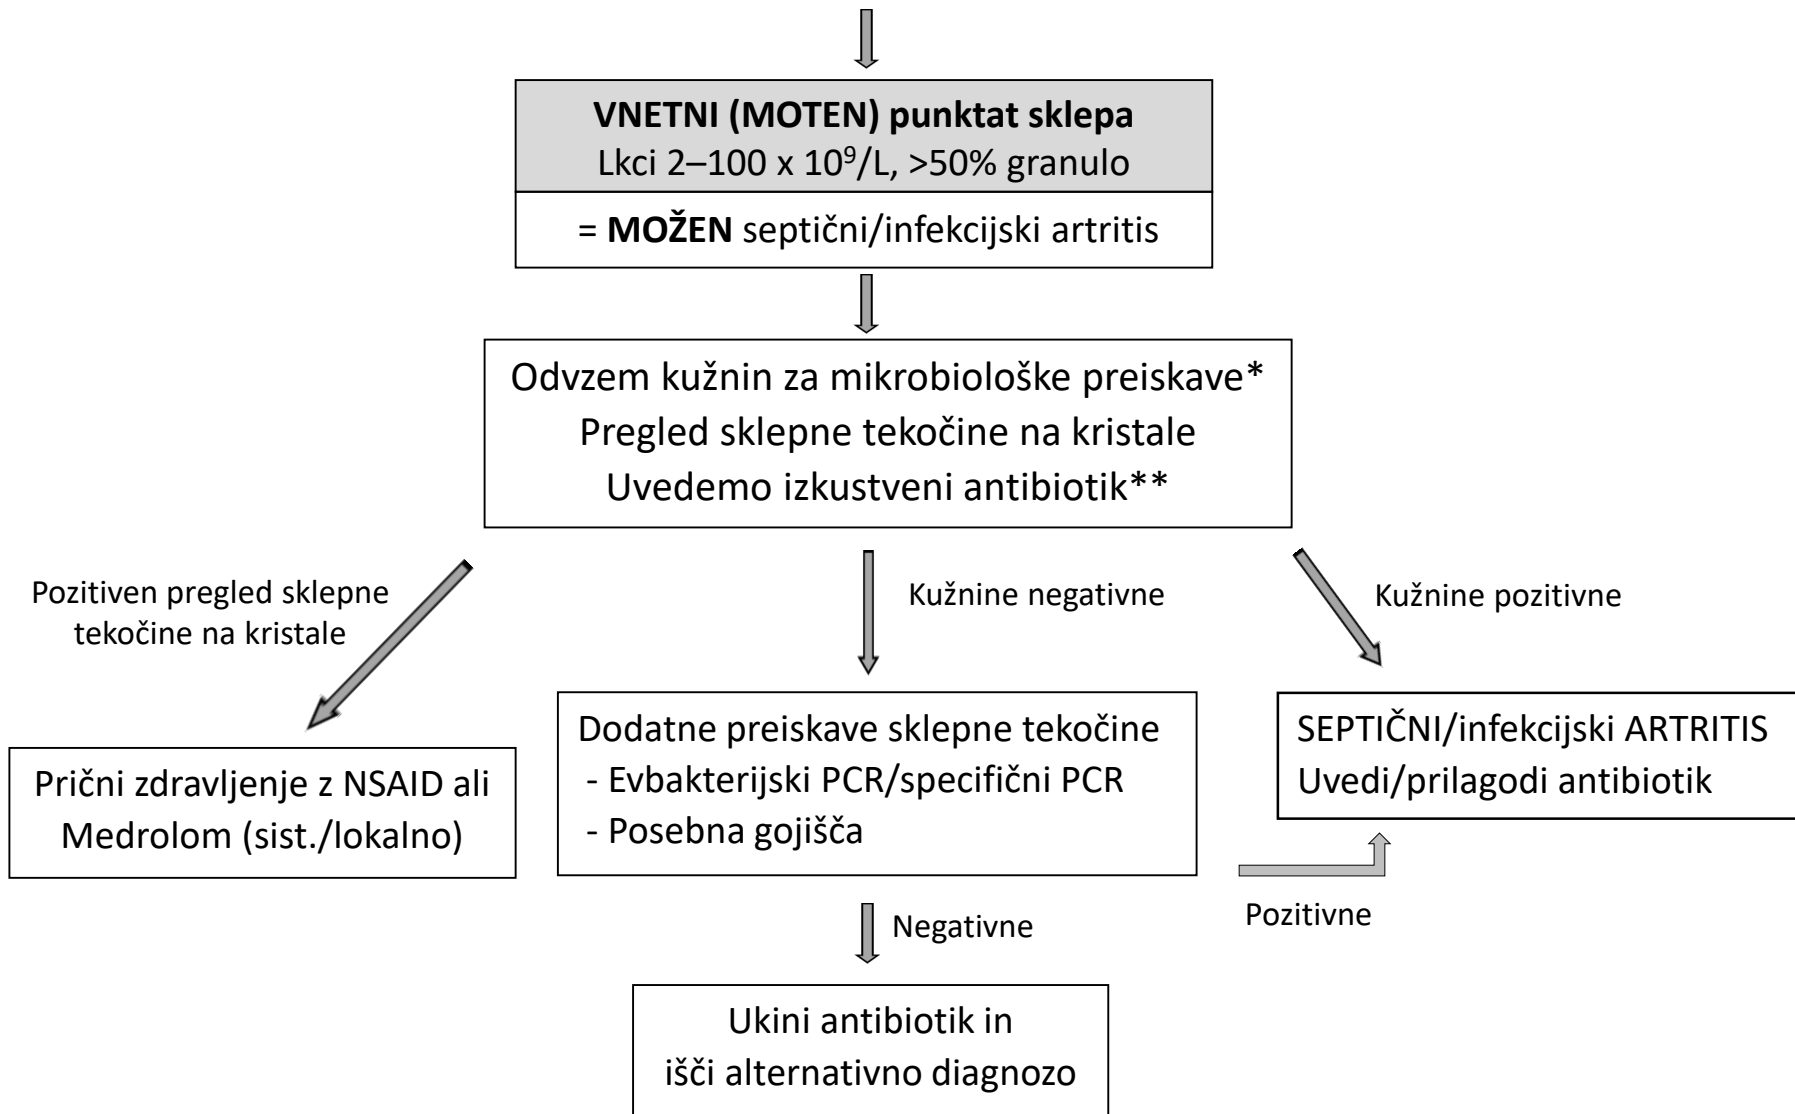 VNETNI (MOTEN) punktat sklepa
Lkci 2–100 x 10⁹/L, >50% granulo
= MOŽEN septični/infekcijski artritis
Odvzem kužnin za mikrobiološke preiskave*
Pregled sklepne tekočine na kristale
Uvedemo izkustveni antibiotik**
Pozitiven pregled sklepne
tekočine na kristale
Kužnine negativne
Kužnine pozitivne
Prični zdravljenje z NSAID ali
Medrolom (sist./lokalno)
Dodatne preiskave sklepne tekočine
- Evbakterijski PCR/specifični PCR
- Posebna gojišča
SEPTIČNI/infekcijski ARTRITIS
Uvedi/prilagodi antibiotik
Negativne
Pozitivne
Ukini antibiotik in
išči alternativno diagnozo